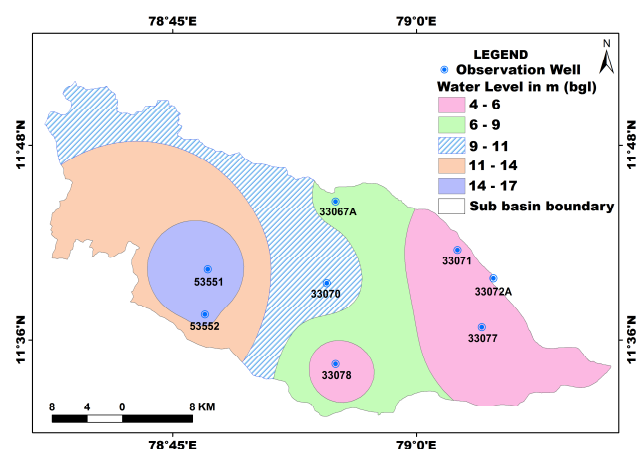 78°45'E 79°0'E
N
LEGEND
Observation Well
Water Level in m (bgl)
4 - 6
6 - 9
9 - 11
11 - 14
14 - 17
Sub basin boundary
11°48'N 11°48'N
33067A
33071
53551
33070
33072A
53552
33077
11°36'N 11°36'N
33078
8 4 0 8 KM
78°45'E 79°0'E